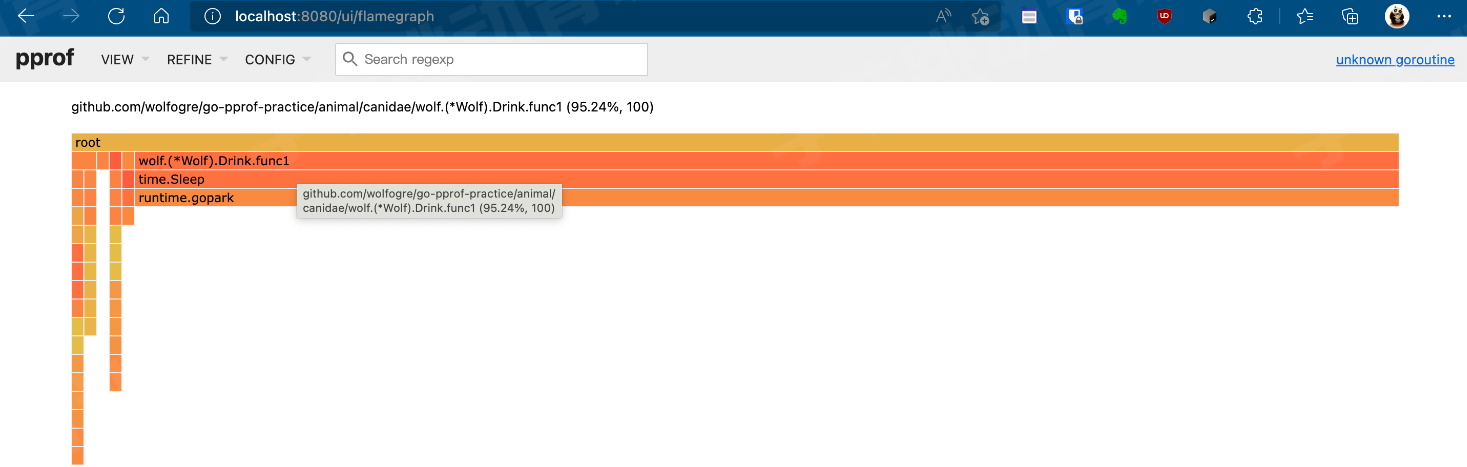 localhost:8080/ui/flamegraph
pprof
VIEW
REFINE
CONFIG
Search regexp
unknown goroutine
github.com/wolfogre/go-pprof-practice/animal/canidae/wolf.(*Wolf).Drink.func1 (95.24%, 100)
root
wolf.(*Wolf).Drink.func1
time.Sleep
runtime.gopark
github.com/wolfogre/go-pprof-practice/animal/
canidae/wolf.(*Wolf).Drink.func1 (95.24%, 100)